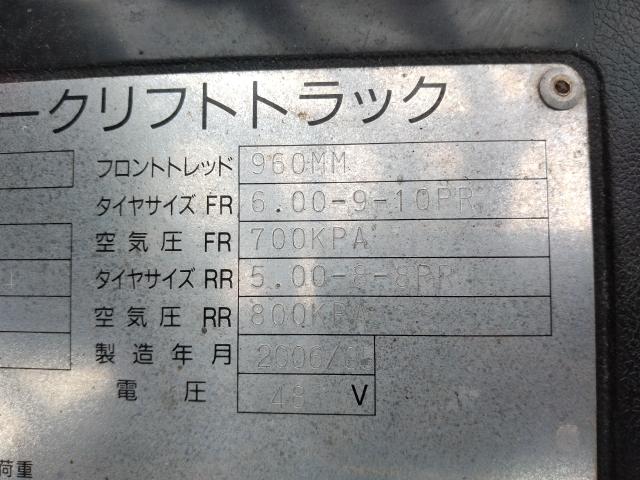 ークリフトトラック
フロントトレッド 960MM
タイヤサイズ FR 6.00-9-10PR
空気圧 FR 700KPA
タイヤサイズ RR 5.00-8-8PR
空気圧 RR 800KPA
製造年月 2006/
電圧 48 V
荷重